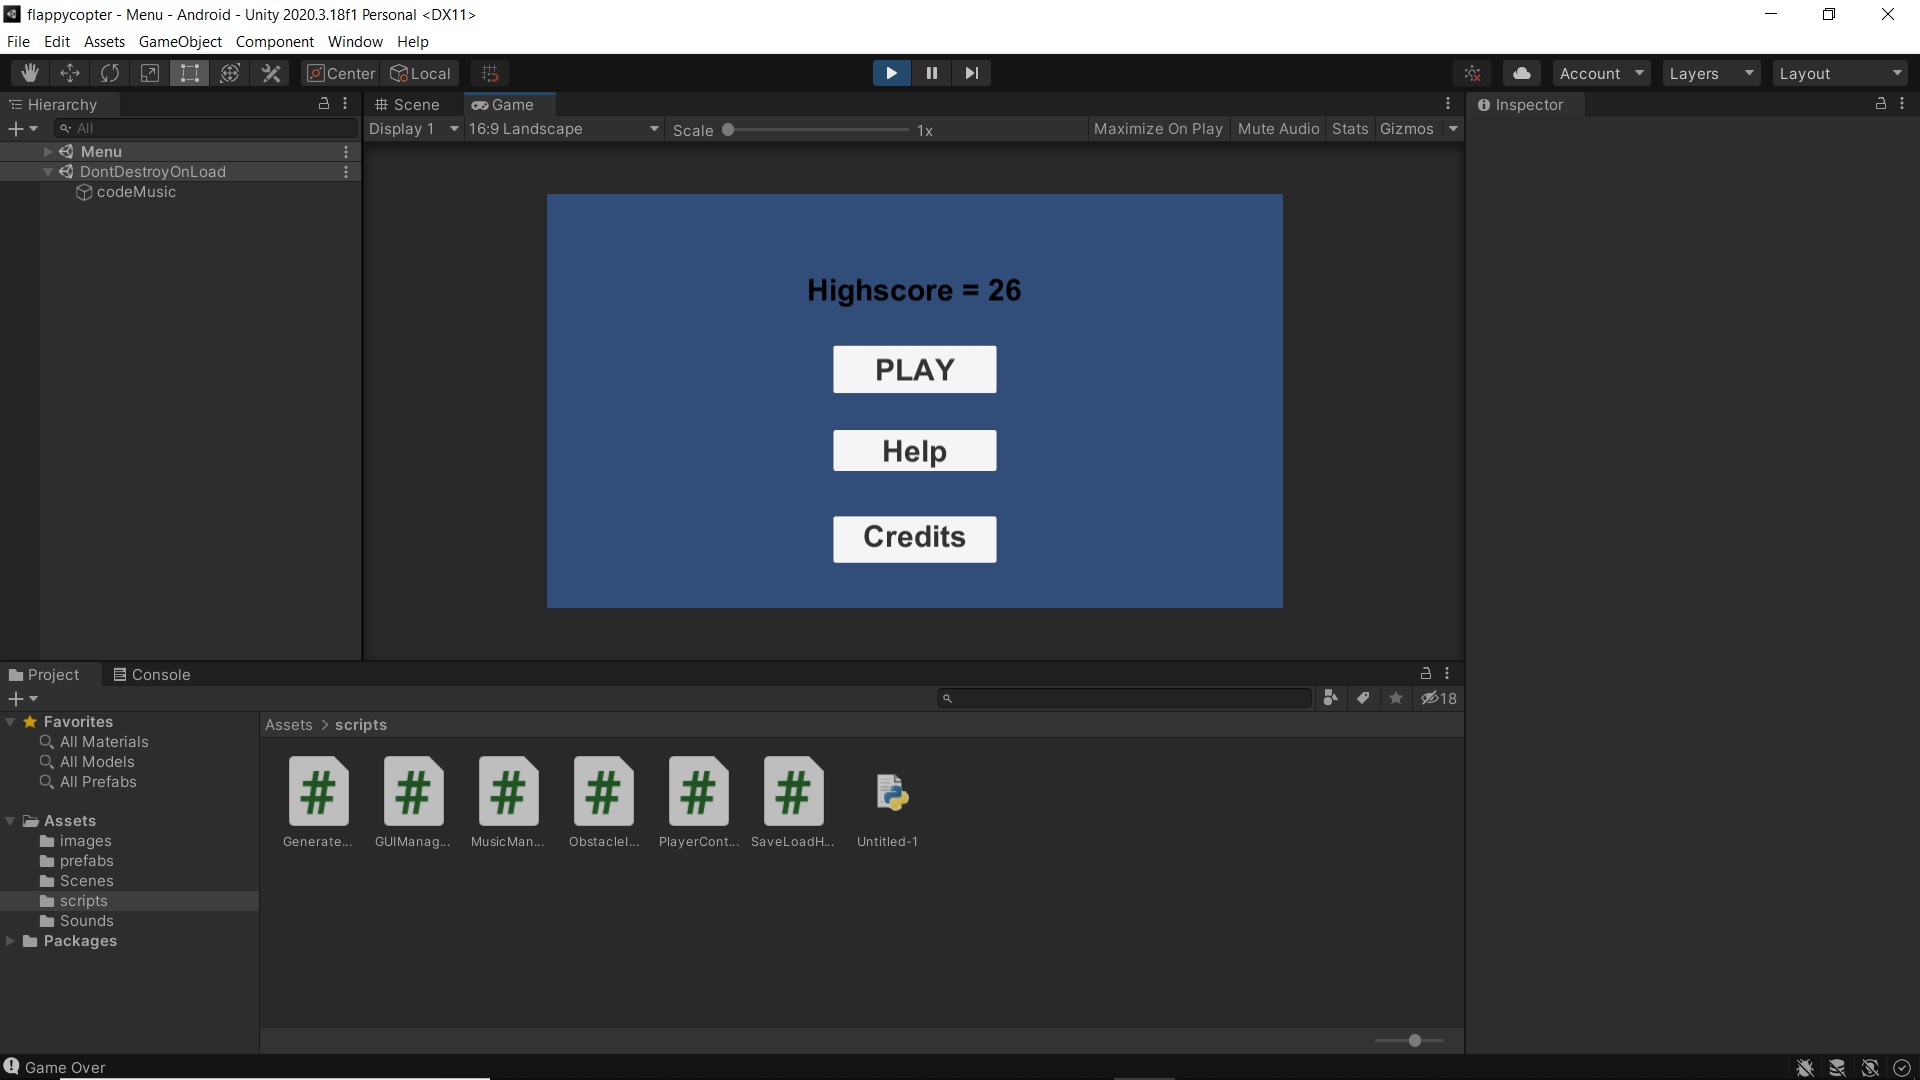 flappycopter - Menu - Android - Unity 2020.3.18f1 Personal <DX11>
File Edit Assets GameObject Component Window Help
Center Local Account Layers Layout
Hierarchy
All
Menu
DontDestroyOnLoad
codeMusic
Scene Game
Display 1 16:9 Landscape Scale 1x Maximize On Play Mute Audio Stats Gizmos
Highscore = 26
PLAY
Help
Credits
Inspector
Project Console
18
Favorites
All Materials
All Models
All Prefabs
Assets
images
prefabs
Scenes
scripts
Sounds
Packages
Assets > scripts
# # # # # #
Generate... GUIManag... MusicMan... ObstacleI... PlayerCont... SaveLoadH... Untitled-1
Game Over